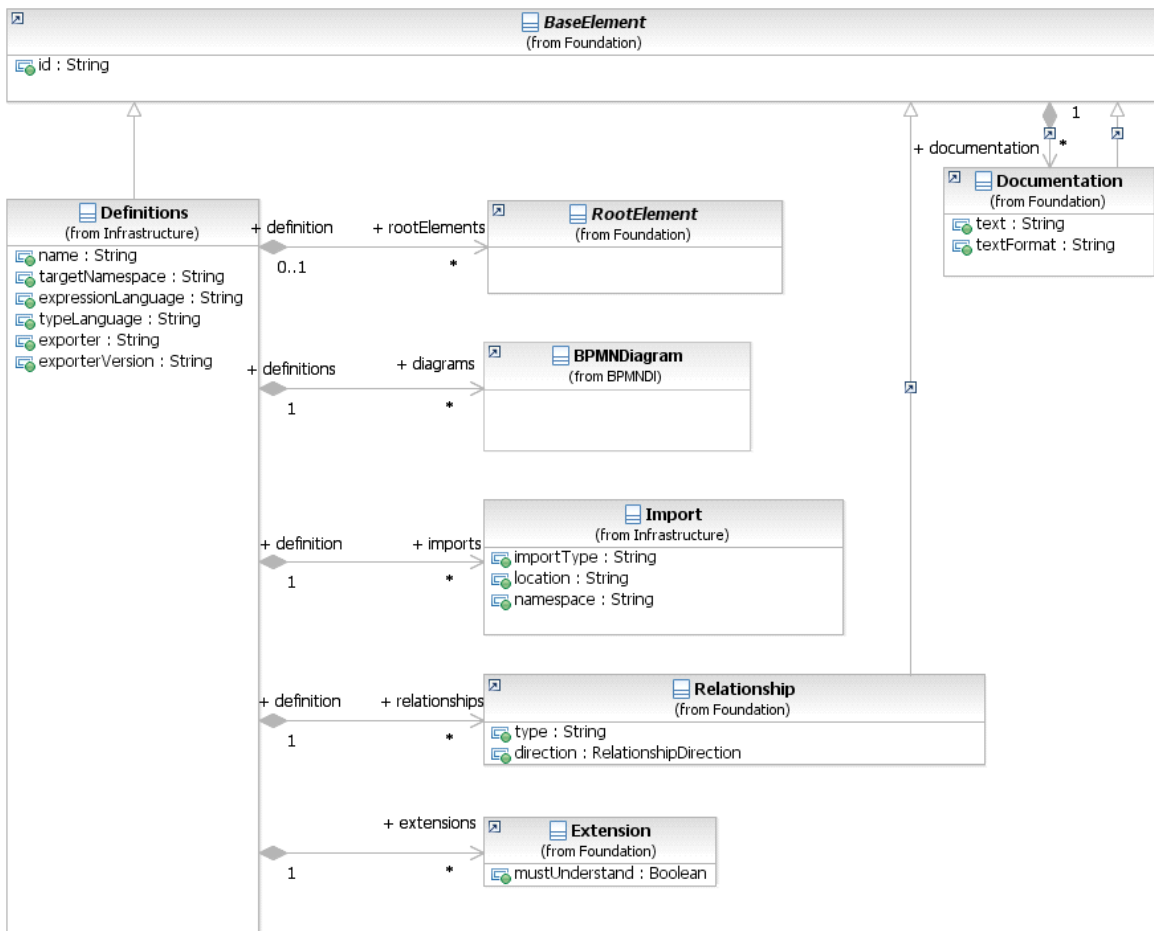 BaseElement
(from Foundation)
id : String
1
+ documentation
*
Documentation
(from Foundation)
text : String
textFormat : String
Definitions
(from Infrastructure)
name : String
targetNamespace : String
expressionLanguage : String
typeLanguage : String
exporter : String
exporterVersion : String
+ definition
+ rootElements
0..1
*
RootElement
(from Foundation)
+ definitions
+ diagrams
1
*
BPMNDiagram
(from BPMNDI)
+ definition
+ imports
1
*
Import
(from Infrastructure)
importType : String
location : String
namespace : String
+ definition
+ relationships
1
*
Relationship
(from Foundation)
type : String
direction : RelationshipDirection
+ extensions
1
*
Extension
(from Foundation)
mustUnderstand : Boolean